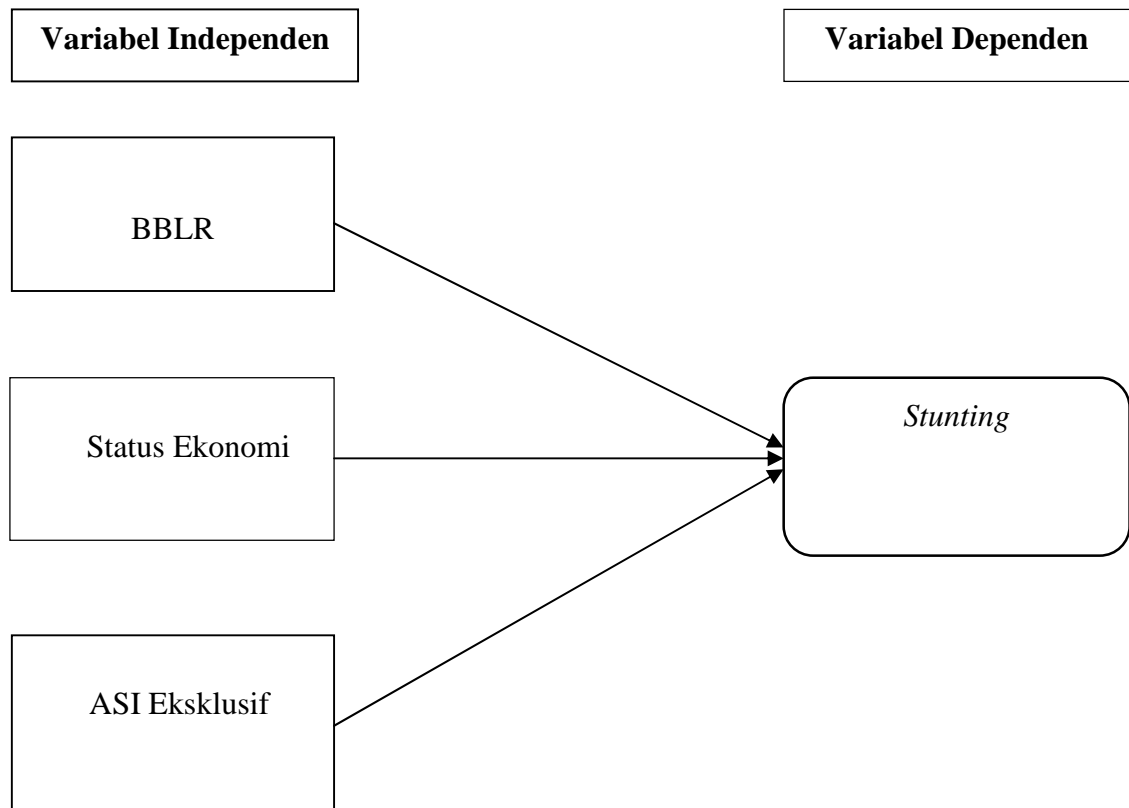 Variabel Independen
Variabel Dependen
BBLR
Status Ekonomi
Stunting
ASI Eksklusif